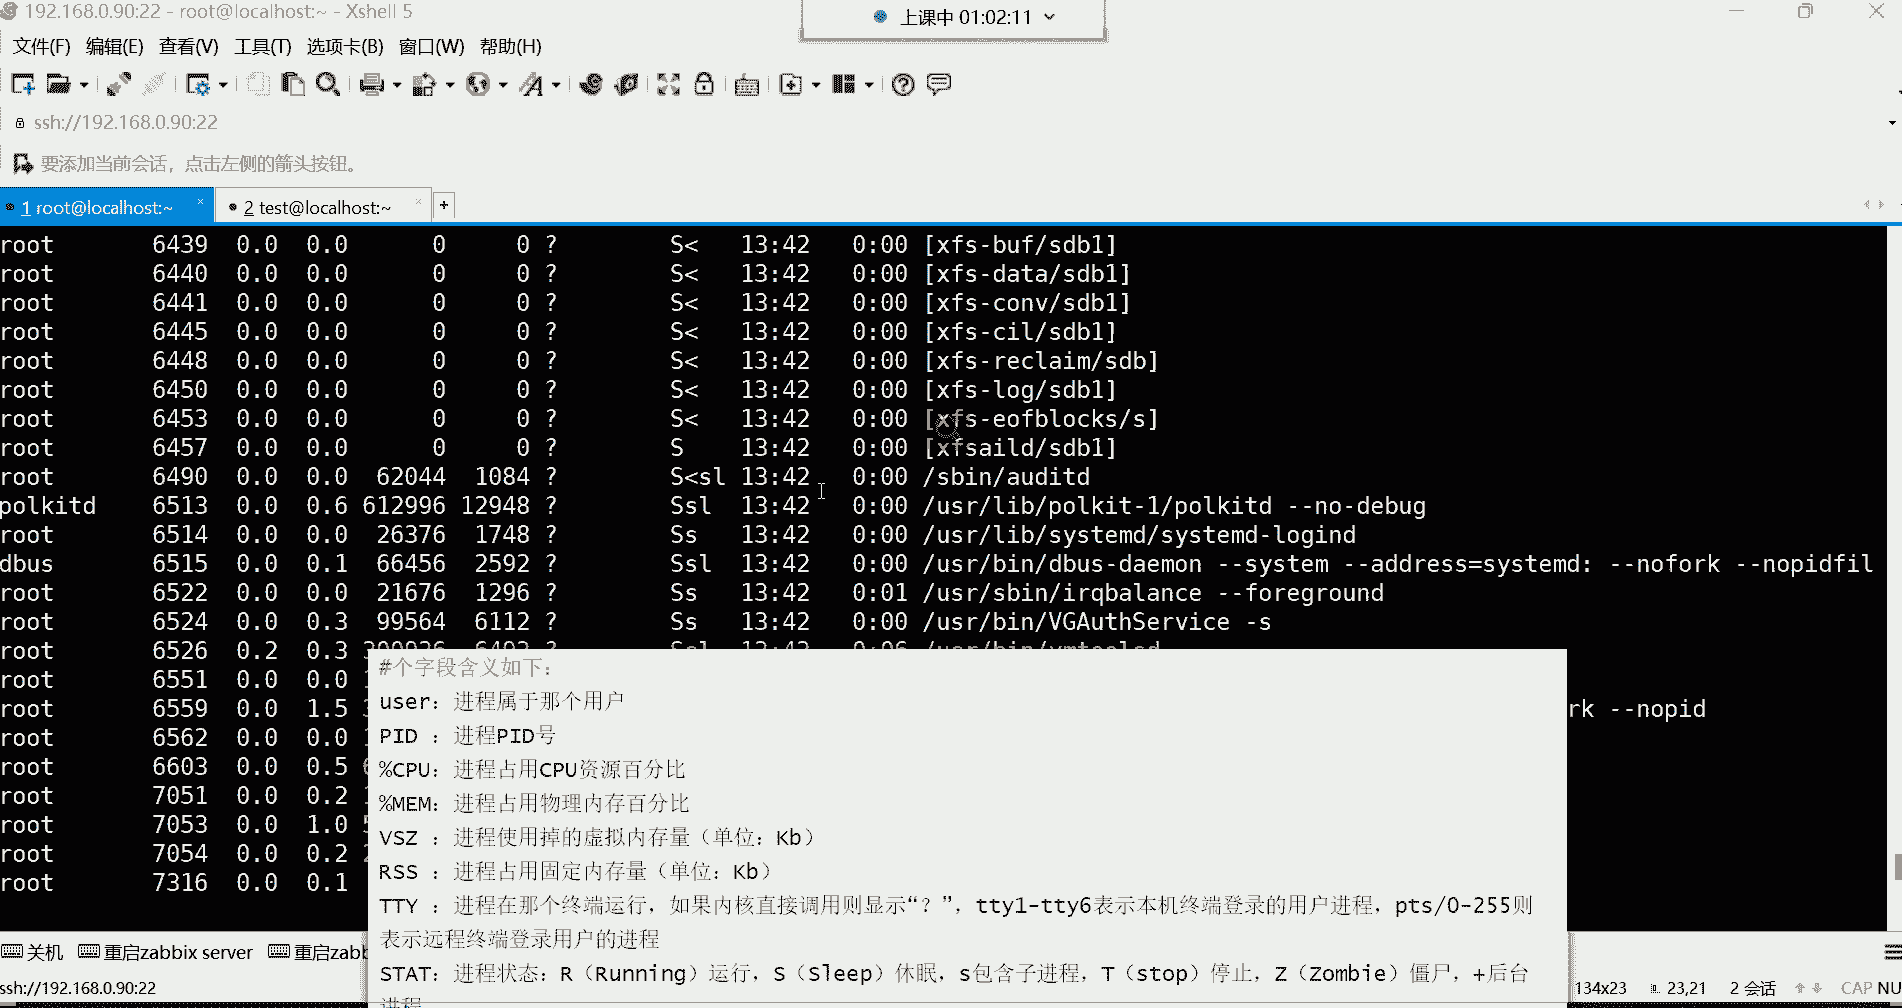 192.168.0.90:22 - root@localhost:~ - Xshell 5
上课中 01:02:11
文件(F) 编辑(E) 查看(V) 工具(T) 选项卡(B) 窗口(W) 帮助(H)
ssh://192.168.0.90:22
要添加当前会话，点击左侧的箭头按钮。
1 root@localhost:~ × 2 test@localhost:~ × +
root 6439 0.0 0.0 0 0 ? S< 13:42 0:00 [xfs-buf/sdb1]
root 6440 0.0 0.0 0 0 ? S< 13:42 0:00 [xfs-data/sdb1]
root 6441 0.0 0.0 0 0 ? S< 13:42 0:00 [xfs-conv/sdb1]
root 6445 0.0 0.0 0 0 ? S< 13:42 0:00 [xfs-cil/sdb1]
root 6448 0.0 0.0 0 0 ? S< 13:42 0:00 [xfs-reclaim/sdb]
root 6450 0.0 0.0 0 0 ? S< 13:42 0:00 [xfs-log/sdb1]
root 6453 0.0 0.0 0 0 ? S< 13:42 0:00 [xfs-eofblocks/s]
root 6457 0.0 0.0 0 0 ? S 13:42 0:00 [xfsaild/sdb1]
root 6490 0.0 0.0 62044 1084 ? S<sl 13:42 0:00 /sbin/auditd
polkitd 6513 0.0 0.6 612996 12948 ? Ssl 13:42 0:00 /usr/lib/polkit-1/polkitd --no-debug
root 6514 0.0 0.0 26376 1748 ? Ss 13:42 0:00 /usr/lib/systemd/systemd-logind
dbus 6515 0.0 0.1 66456 2592 ? Ssl 13:42 0:00 /usr/bin/dbus-daemon --system --address=systemd: --nofork --nopidfil
root 6522 0.0 0.0 21676 1296 ? Ss 13:42 0:01 /usr/sbin/irqbalance --foreground
root 6524 0.0 0.3 99564 6112 ? Ss 13:42 0:00 /usr/bin/VGAuthService -s
root 6526 0.2 0.3 ? Ssl 13:42 0:06 /usr/bin/vmtoolsd
root 6551 0.0 0.0
root 6559 0.0 1.5 rk --nopid
root 6562 0.0 0.0
root 6603 0.0 0.5
root 7051 0.0 0.2
root 7053 0.0 1.0
root 7054 0.0 0.2
root 7316 0.0 0.1
#个字段含义如下：
user：进程属于那个用户
PID ：进程PID号
%CPU：进程占用CPU资源百分比
%MEM：进程占用物理内存百分比
VSZ ：进程使用掉的虚拟内存量（单位：Kb）
RSS ：进程占用固定内存量（单位：Kb）
TTY ：进程在那个终端运行，如果内核直接调用则显示“？”，tty1-tty6表示本机终端登录的用户进程，pts/0-255则
表示远程终端登录用户的进程
STAT：进程状态：R（Running）运行，S（Sleep）休眠，s包含子进程，T（stop）停止，Z（Zombie）僵尸，+后台
进程
关机 重启zabbix server 重启zabb
ssh://192.168.0.90:22 134x23 23,21 2 会话 CAP NU